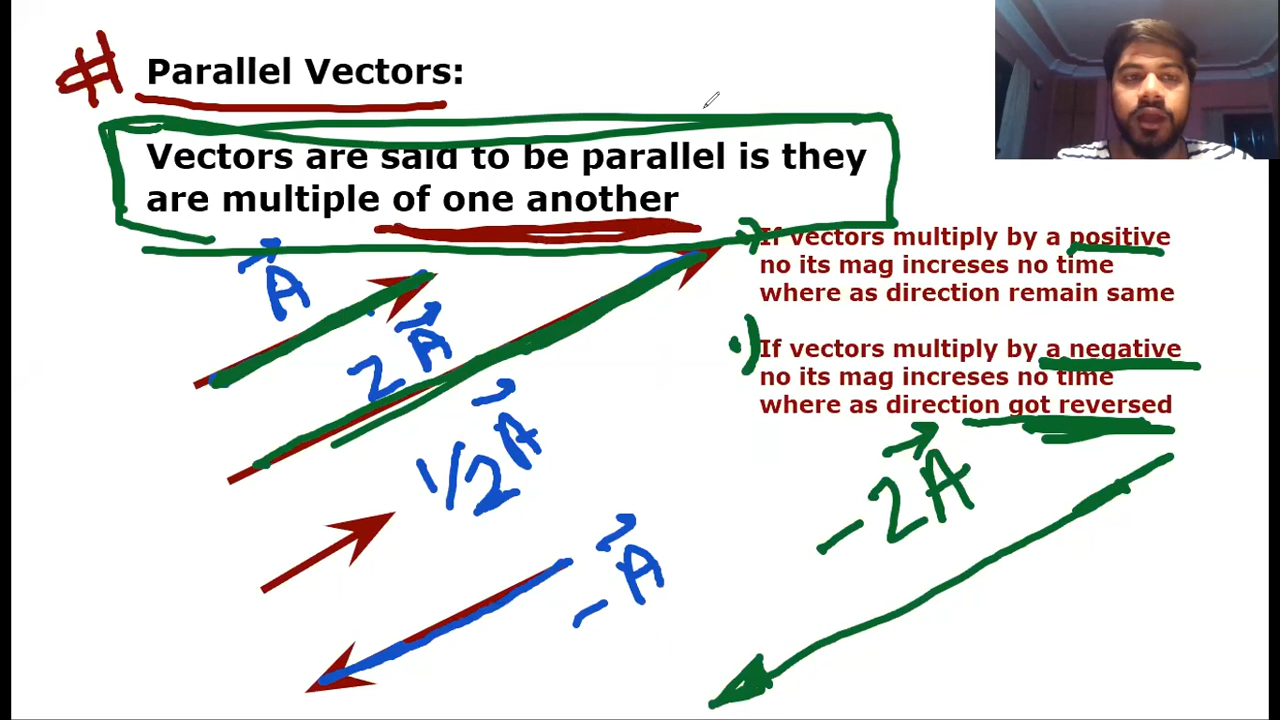 # Parallel Vectors:
Vectors are said to be parallel is they
are multiple of one another
If vectors multiply by a positive
no its mag increses no time
where as direction remain same
If vectors multiply by a negative
no its mag increses no time
where as direction got reversed
A
2A
1/2A
-A
-2A